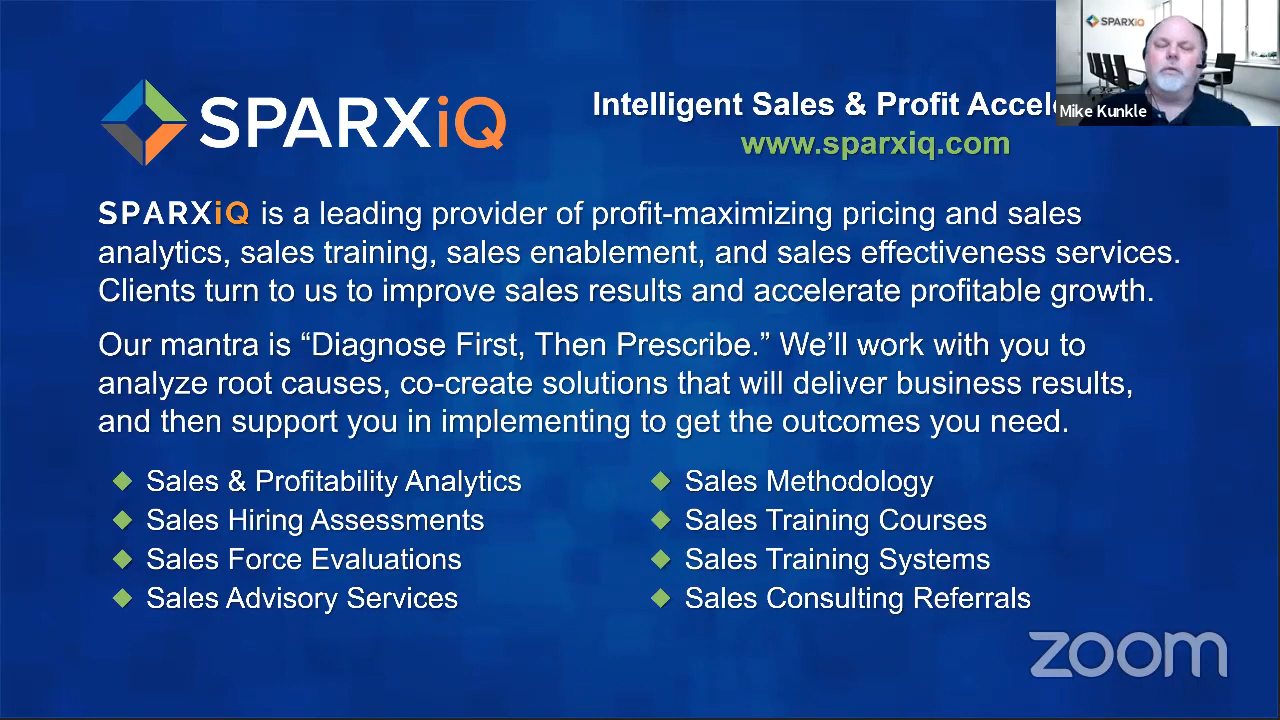 SPARXiQ
Intelligent Sales & Profit
www.sparxiq.com
SPARXiQ
Mike Kunkle
SPARXiQ is a leading provider of profit-maximizing pricing and sales
analytics, sales training, sales enablement, and sales effectiveness services.
Clients turn to us to improve sales results and accelerate profitable growth.
Our mantra is “Diagnose First, Then Prescribe.” We’ll work with you to
analyze root causes, co-create solutions that will deliver business results,
and then support you in implementing to get the outcomes you need.
Sales & Profitability Analytics
Sales Hiring Assessments
Sales Force Evaluations
Sales Advisory Services
Sales Methodology
Sales Training Courses
Sales Training Systems
Sales Consulting Referrals
zoom